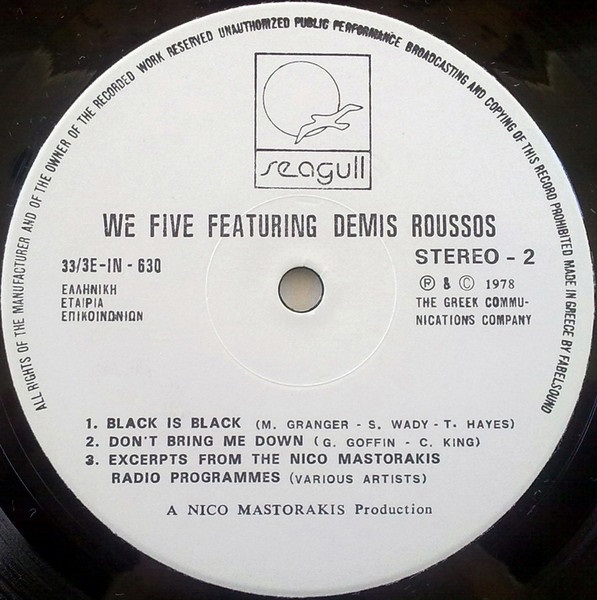 ALL RIGHTS OF THE MANUFACTURER AND OF THE OWNER OF THE RECORDED WORK RESERVED UNAUTHORIZED PUBLIC PERFORMANCE BROADCASTING AND COPYING OF THIS RECORD PROHIBITED MADE IN GREECE BY FABELSOUND
seagull
WE FIVE FEATURING DEMIS ROUSSOS
33/3E-IN - 630
ΕΛΛΗΝΙΚΗ
ΕΤΑΙΡΙΑ
ΕΠΙΚΟΙΝΩΝΙΩΝ
STEREO - 2
℗ & © 1978
THE GREEK COMMU-
NICATIONS COMPANY
1. BLACK IS BLACK (M. GRANGER - S. WADY - T. HAYES)
2. DON'T BRING ME DOWN (G. GOFFIN - C. KING)
3. EXCERPTS FROM THE NICO MASTORAKIS
RADIO PROGRAMMES (VARIOUS ARTISTS)
A NICO MASTORAKIS Production